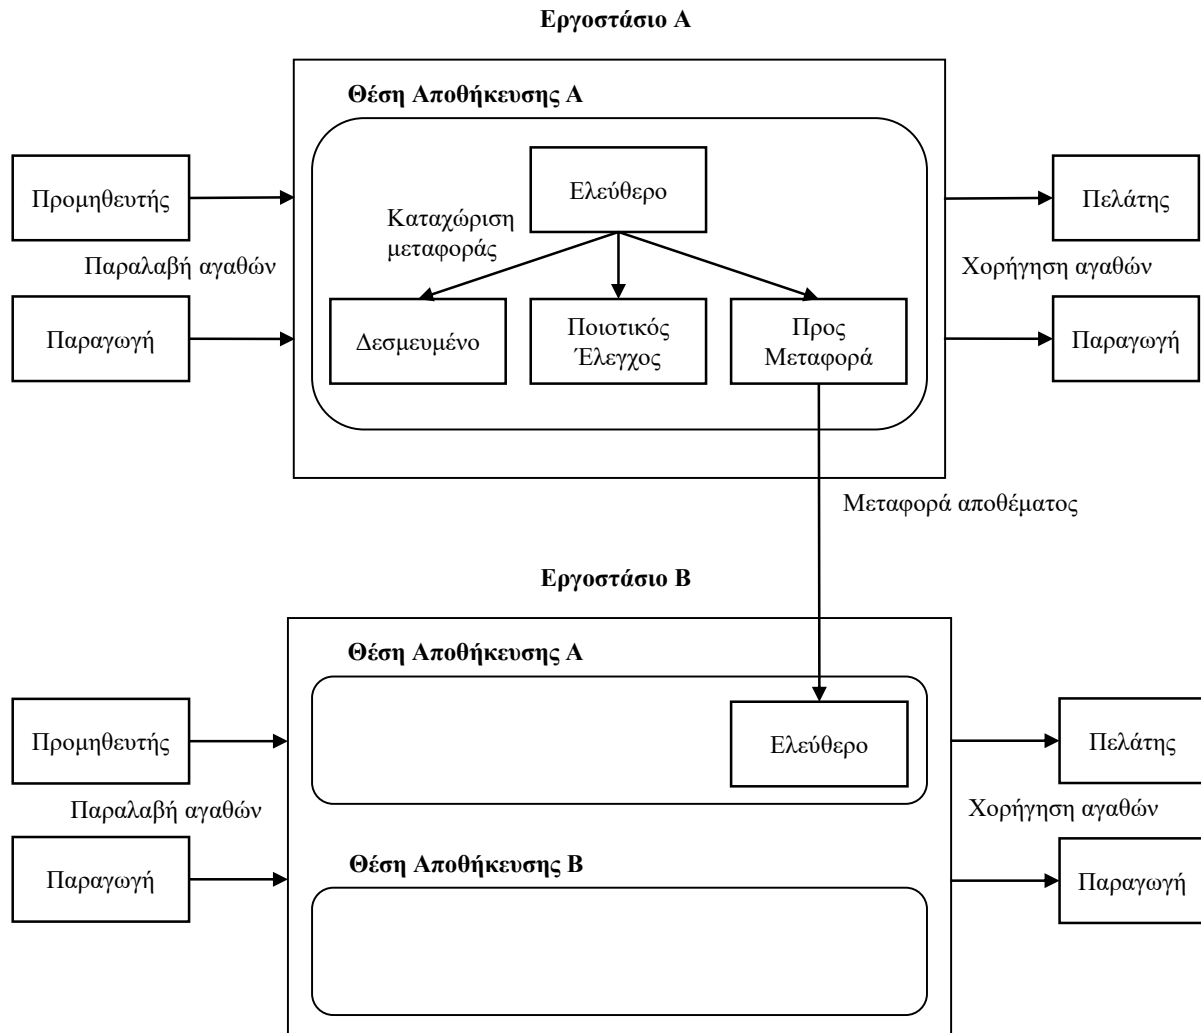 Εργοστάσιο Α
Θέση Αποθήκευσης Α
Προμηθευτής
Ελεύθερο
Πελάτης
Καταχώριση
μεταφοράς
Παραλαβή αγαθών
Χορήγηση αγαθών
Παραγωγή
Δεσμευμένο
Ποιοτικός
Έλεγχος
Προς
Μεταφορά
Παραγωγή
Μεταφορά αποθέματος
Εργοστάσιο Β
Θέση Αποθήκευσης Α
Προμηθευτής
Ελεύθερο
Πελάτης
Παραλαβή αγαθών
Χορήγηση αγαθών
Θέση Αποθήκευσης Β
Παραγωγή
Παραγωγή